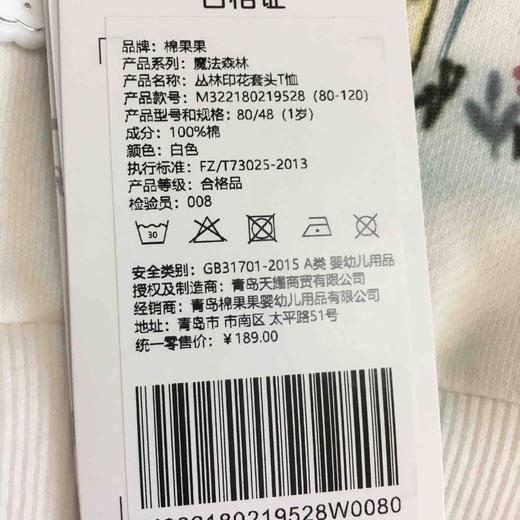 合格证
品牌：棉果果
产品系列：魔法森林
产品名称：丛林印花套头T恤
产品款号：M322180219528（80-120）
产品型号和规格：80/48（1岁）
成分：100%棉
颜色：白色
执行标准：FZ/T73025-2013
产品等级：合格品
检验员：008
30
安全类别：GB31701-2015 A类 婴幼儿用品
授权及制造商：青岛天耀商贸有限公司
经销商：青岛棉果果婴幼儿用品有限公司
地址：青岛市 市南区 太平路51号
统一零售价：￥189.00
M322180219528W0080